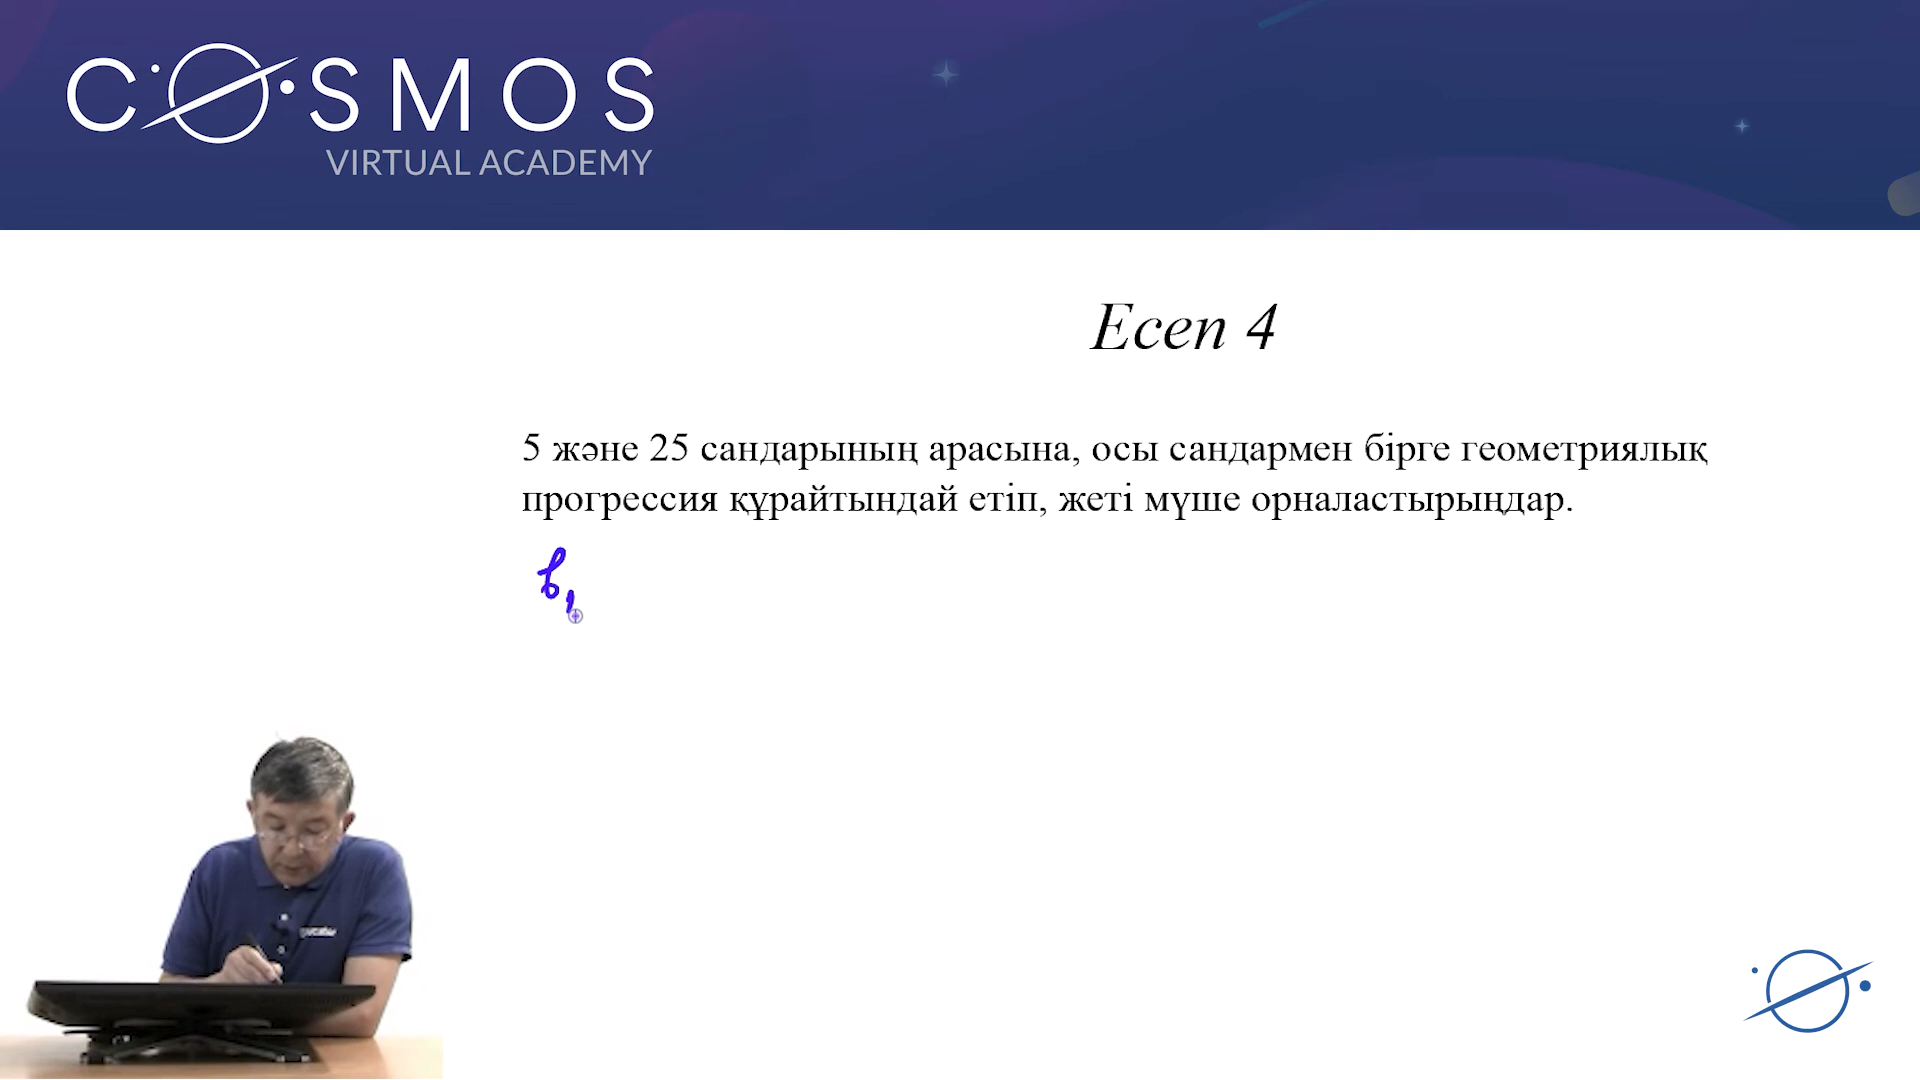 COSMOS
VIRTUAL ACADEMY
Есеп 4
5 және 25 сандарының арасына, осы сандармен бірге геометриялық
прогрессия құрайтындай етіп, жеті мүше орналастырыңдар.
b₁